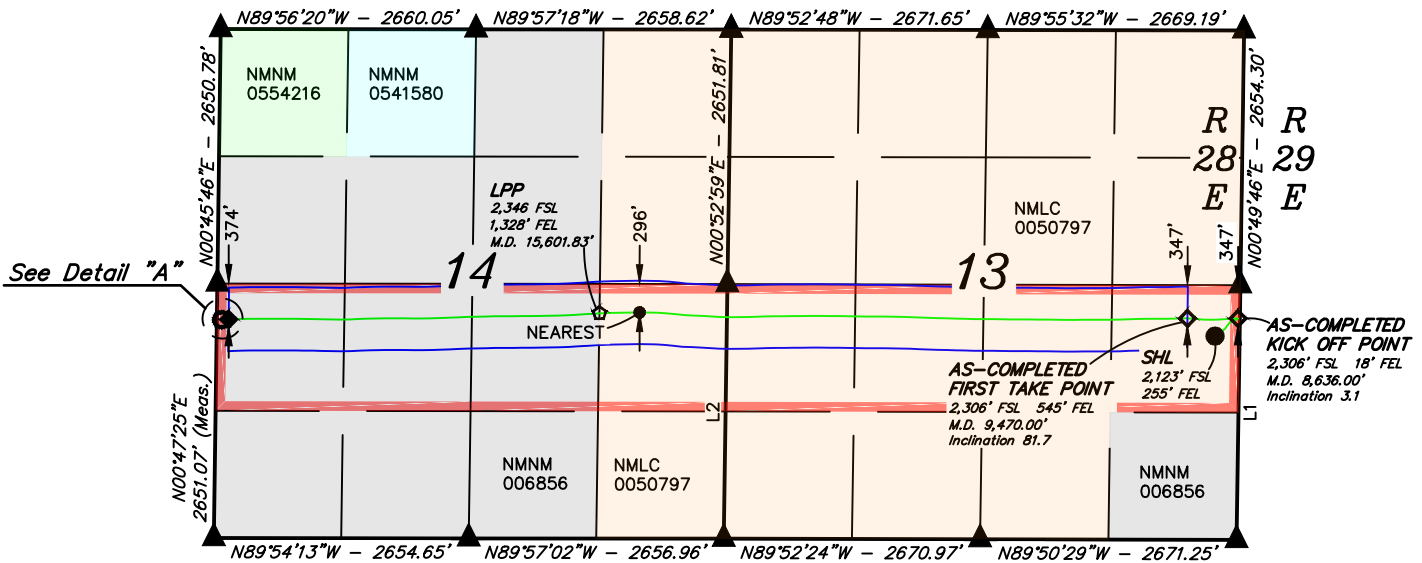 N89°56'20"W - 2660.05'
N89°57'18"W - 2658.62'
N89°52'48"W - 2671.65'
N89°55'32"W - 2669.19'
N00°45'46"E - 2650.78'
NMNM
0554216
NMNM
0541580
N00°52'59"E - 2651.81'
N00°49'46"E - 2654.30'
R
28
E
R
29
E
LPP
2,346 FSL
1,328' FEL
M.D. 15,601.83'
NMLC
0050797
374'
296'
347'
347'
See Detail "A"
14
13
NEAREST
AS-COMPLETED
FIRST TAKE POINT
2,306' FSL 545' FEL
M.D. 9,470.00'
Inclination 81.7
SHL
2,123' FSL
255' FEL
AS-COMPLETED
KICK OFF POINT
2,306' FSL 18' FEL
M.D. 8,636.00'
Inclination 3.1
L2
L1
N00°47'25"E
2651.07' (Meas.)
NMNM
006856
NMLC
0050797
NMNM
006856
N89°54'13"W - 2654.65'
N89°57'02"W - 2656.96'
N89°52'24"W - 2670.97'
N89°50'29"W - 2671.25'